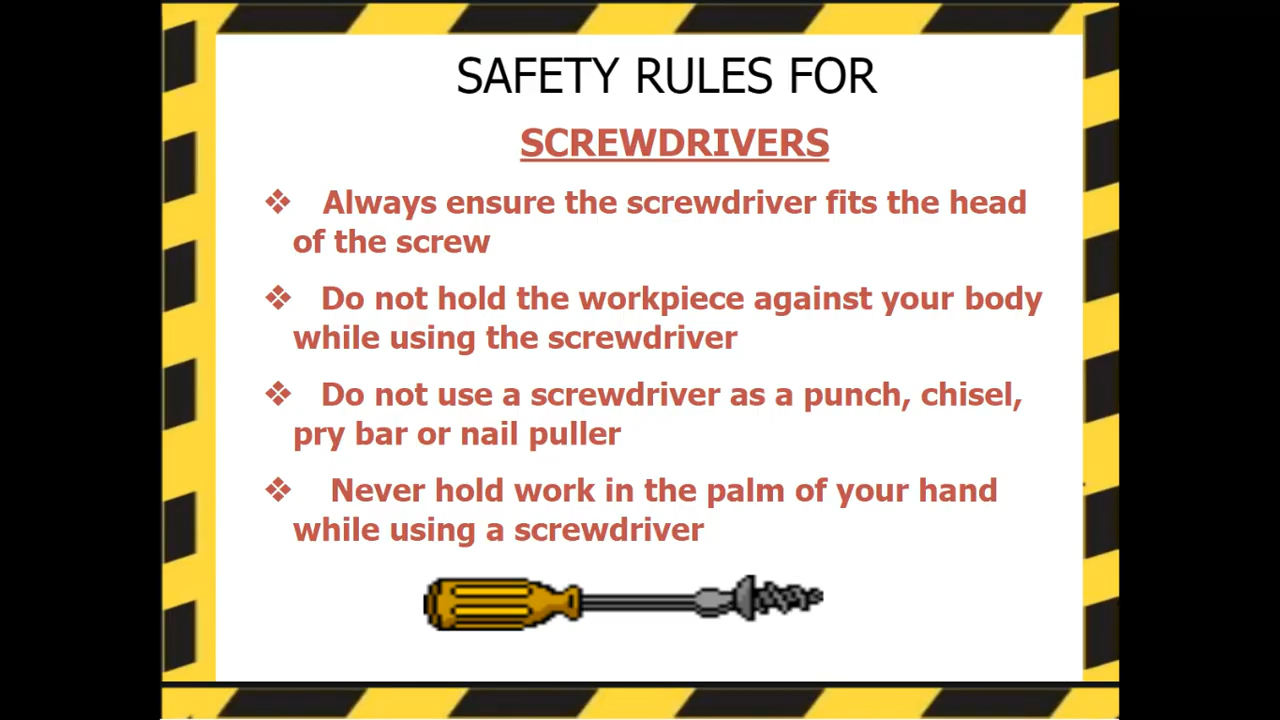 SAFETY RULES FOR
SCREWDRIVERS
❖ Always ensure the screwdriver fits the head
of the screw
❖ Do not hold the workpiece against your body
while using the screwdriver
❖ Do not use a screwdriver as a punch, chisel,
pry bar or nail puller
❖ Never hold work in the palm of your hand
while using a screwdriver